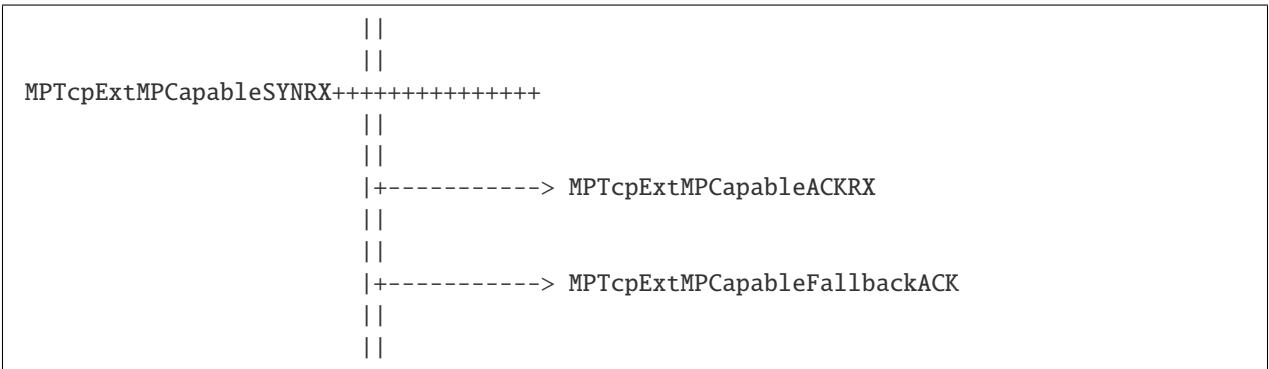 ||
                              ||
MPTcpExtMPCapableSYNRX+++++++++++++++
                              ||
                              ||
                              |+-----------> MPTcpExtMPCapableACKRX
                              ||
                              ||
                              |+-----------> MPTcpExtMPCapableFallbackACK
                              ||
                              ||